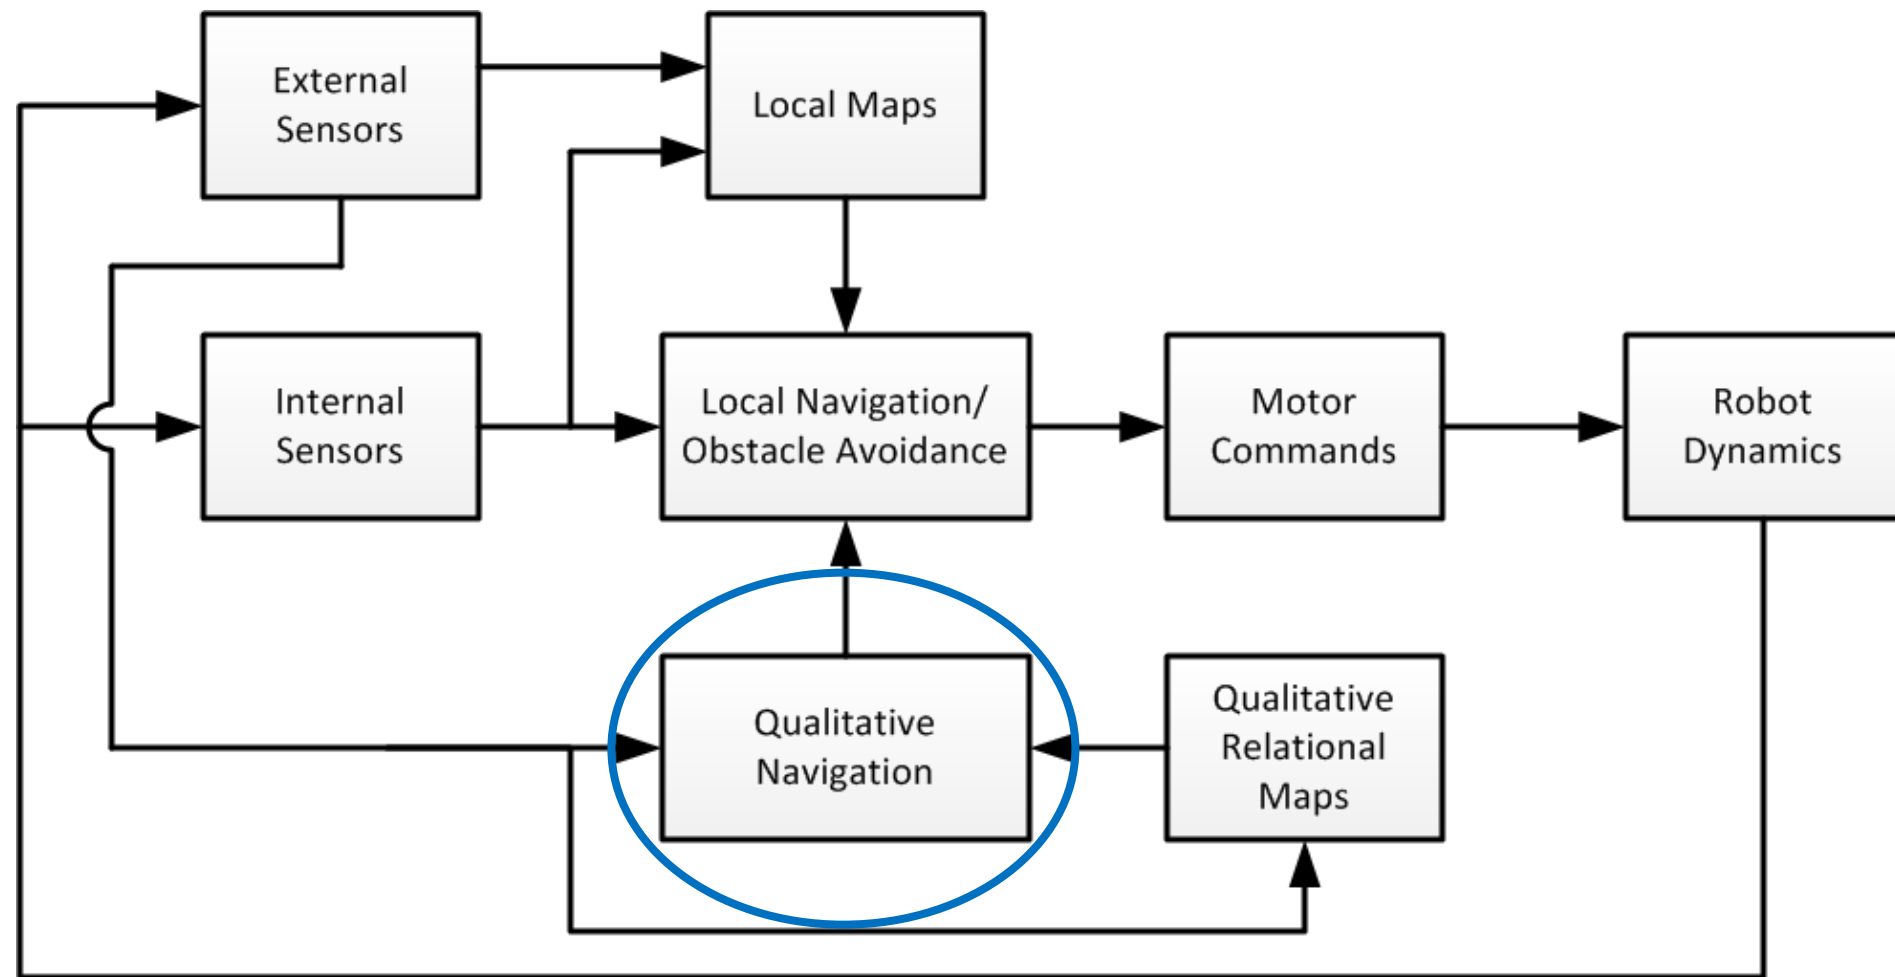 External
Sensors
Local Maps
Internal
Sensors
Local Navigation/
Obstacle Avoidance
Motor
Commands
Robot
Dynamics
Qualitative
Navigation
Qualitative
Relational
Maps